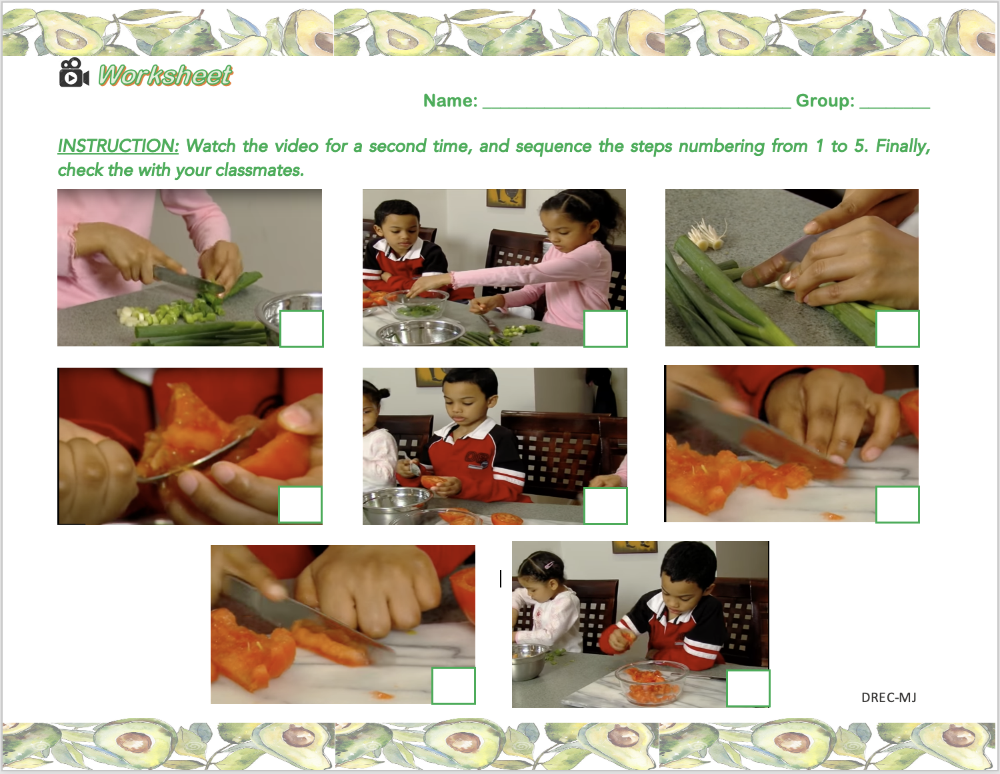 Worksheet
Name: ___________________________________ Group: ________
INSTRUCTION: Watch the video for a second time, and sequence the steps numbering from 1 to 5. Finally,
check the with your classmates.
DREC-MJ